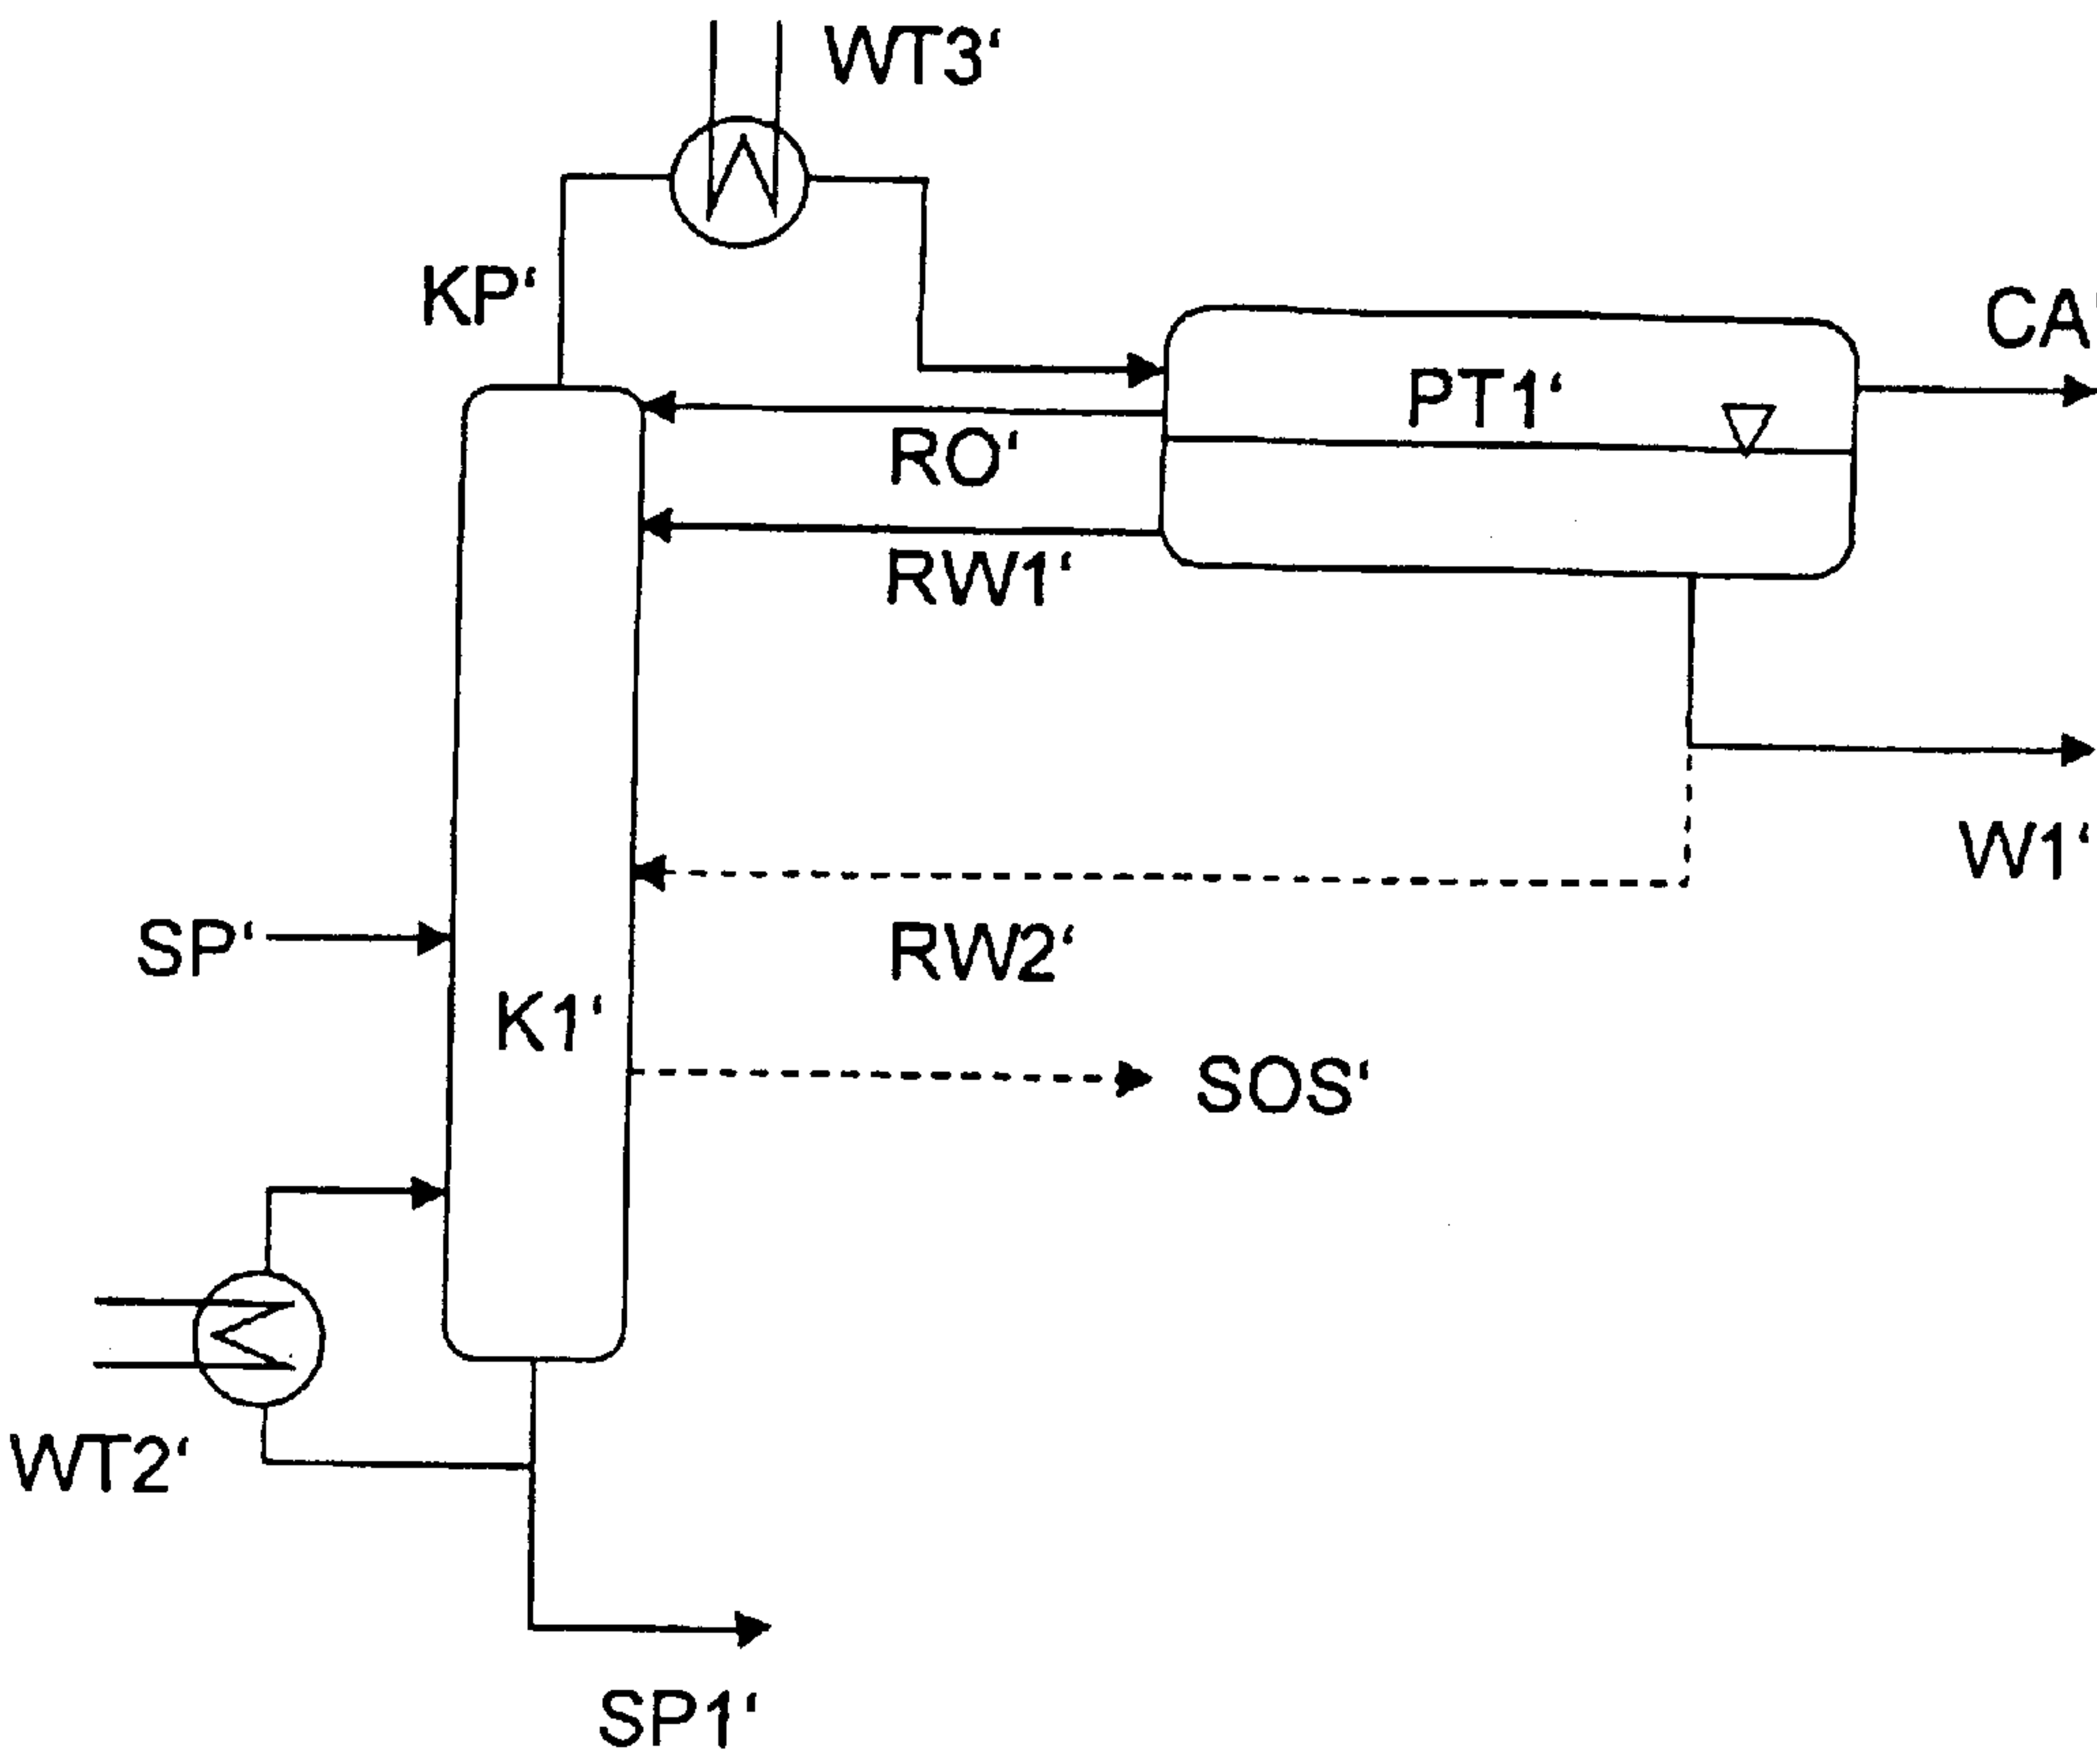 WT3‘
KP‘
CA‘
PT1‘
RO‘
RW1‘
W1‘
SP‘
RW2‘
K1‘
SOS‘
WT2‘
SP1‘